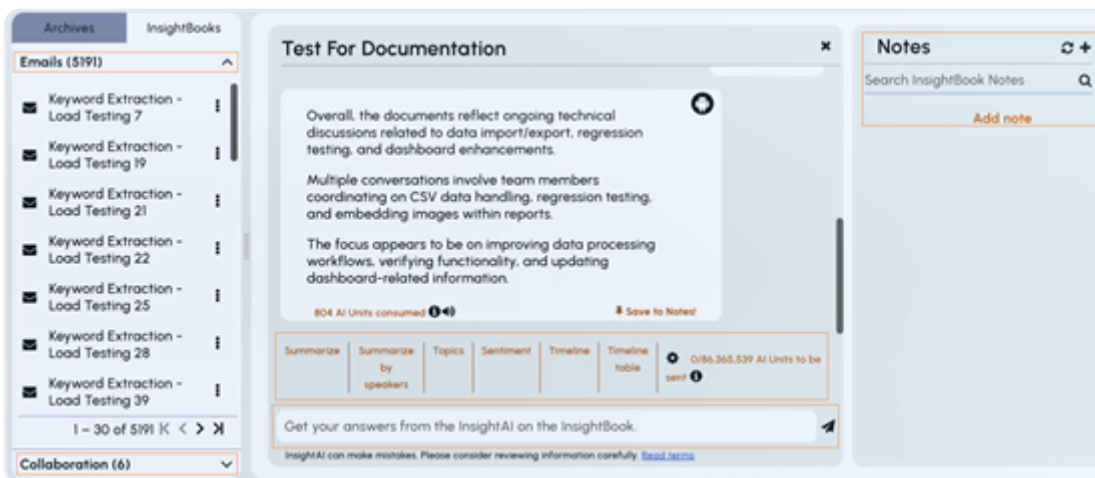 Archives
InsightBooks
Emails (5191)
Keyword Extraction -
Load Testing 7
Keyword Extraction -
Load Testing 19
Keyword Extraction -
Load Testing 21
Keyword Extraction -
Load Testing 22
Keyword Extraction -
Load Testing 25
Keyword Extraction -
Load Testing 28
Keyword Extraction -
Load Testing 39
1 – 30 of 5191
Collaboration (6)
Test For Documentation
Overall, the documents reflect ongoing technical
discussions related to data import/export, regression
testing, and dashboard enhancements.
Multiple conversations involve team members
coordinating on CSV data handling, regression testing,
and embedding images within reports.
The focus appears to be on improving data processing
workflows, verifying functionality, and updating
dashboard-related information.
804 AI Units consumed
Save to Notes!
Summarize
Summarize
by
speakers
Topics
Sentiment
Timeline
Timeline
table
0/86,365,539 AI Units to be
sent
Get your answers from the InsightAI on the InsightBook.
InsightAI can make mistakes. Please consider reviewing information carefully. Read terms
Notes
Search InsightBook Notes
Add note